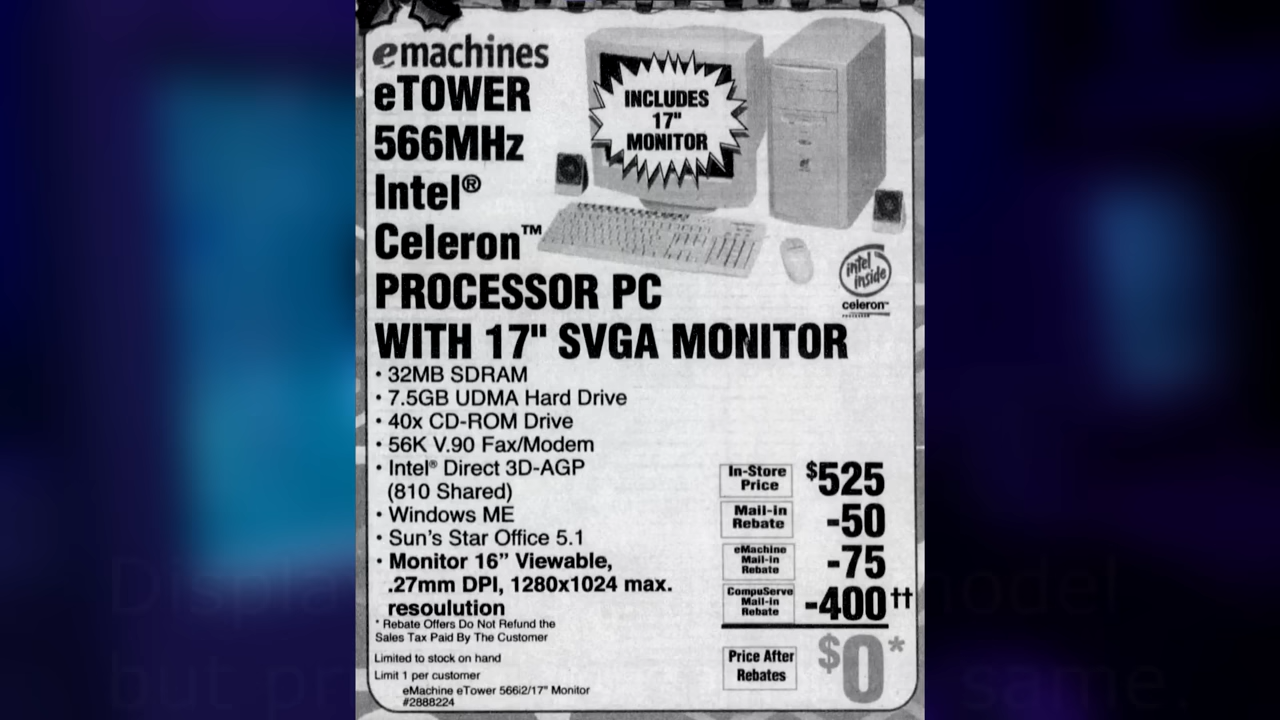 emachines
eTOWER
566MHz
Intel®
Celeron™
PROCESSOR PC
WITH 17" SVGA MONITOR
INCLUDES
17"
MONITOR
intel
inside
celeron™
PROCESSOR
· 32MB SDRAM
· 7.5GB UDMA Hard Drive
· 40x CD-ROM Drive
· 56K V.90 Fax/Modem
· Intel® Direct 3D-AGP
(810 Shared)
· Windows ME
· Sun's Star Office 5.1
· Monitor 16” Viewable,
.27mm DPI, 1280x1024 max.
resoulution
* Rebate Offers Do Not Refund the
Sales Tax Paid By The Customer
Limited to stock on hand
Limit 1 per customer
eMachine eTower 566i2/17" Monitor
#2888224
In-Store
Price
$525
Mail-in
Rebate
-50
eMachine
Mail-in
Rebate
-75
CompuServe
Mail-in
Rebate
-400††
Price After
Rebates
$0*
model
but
same.